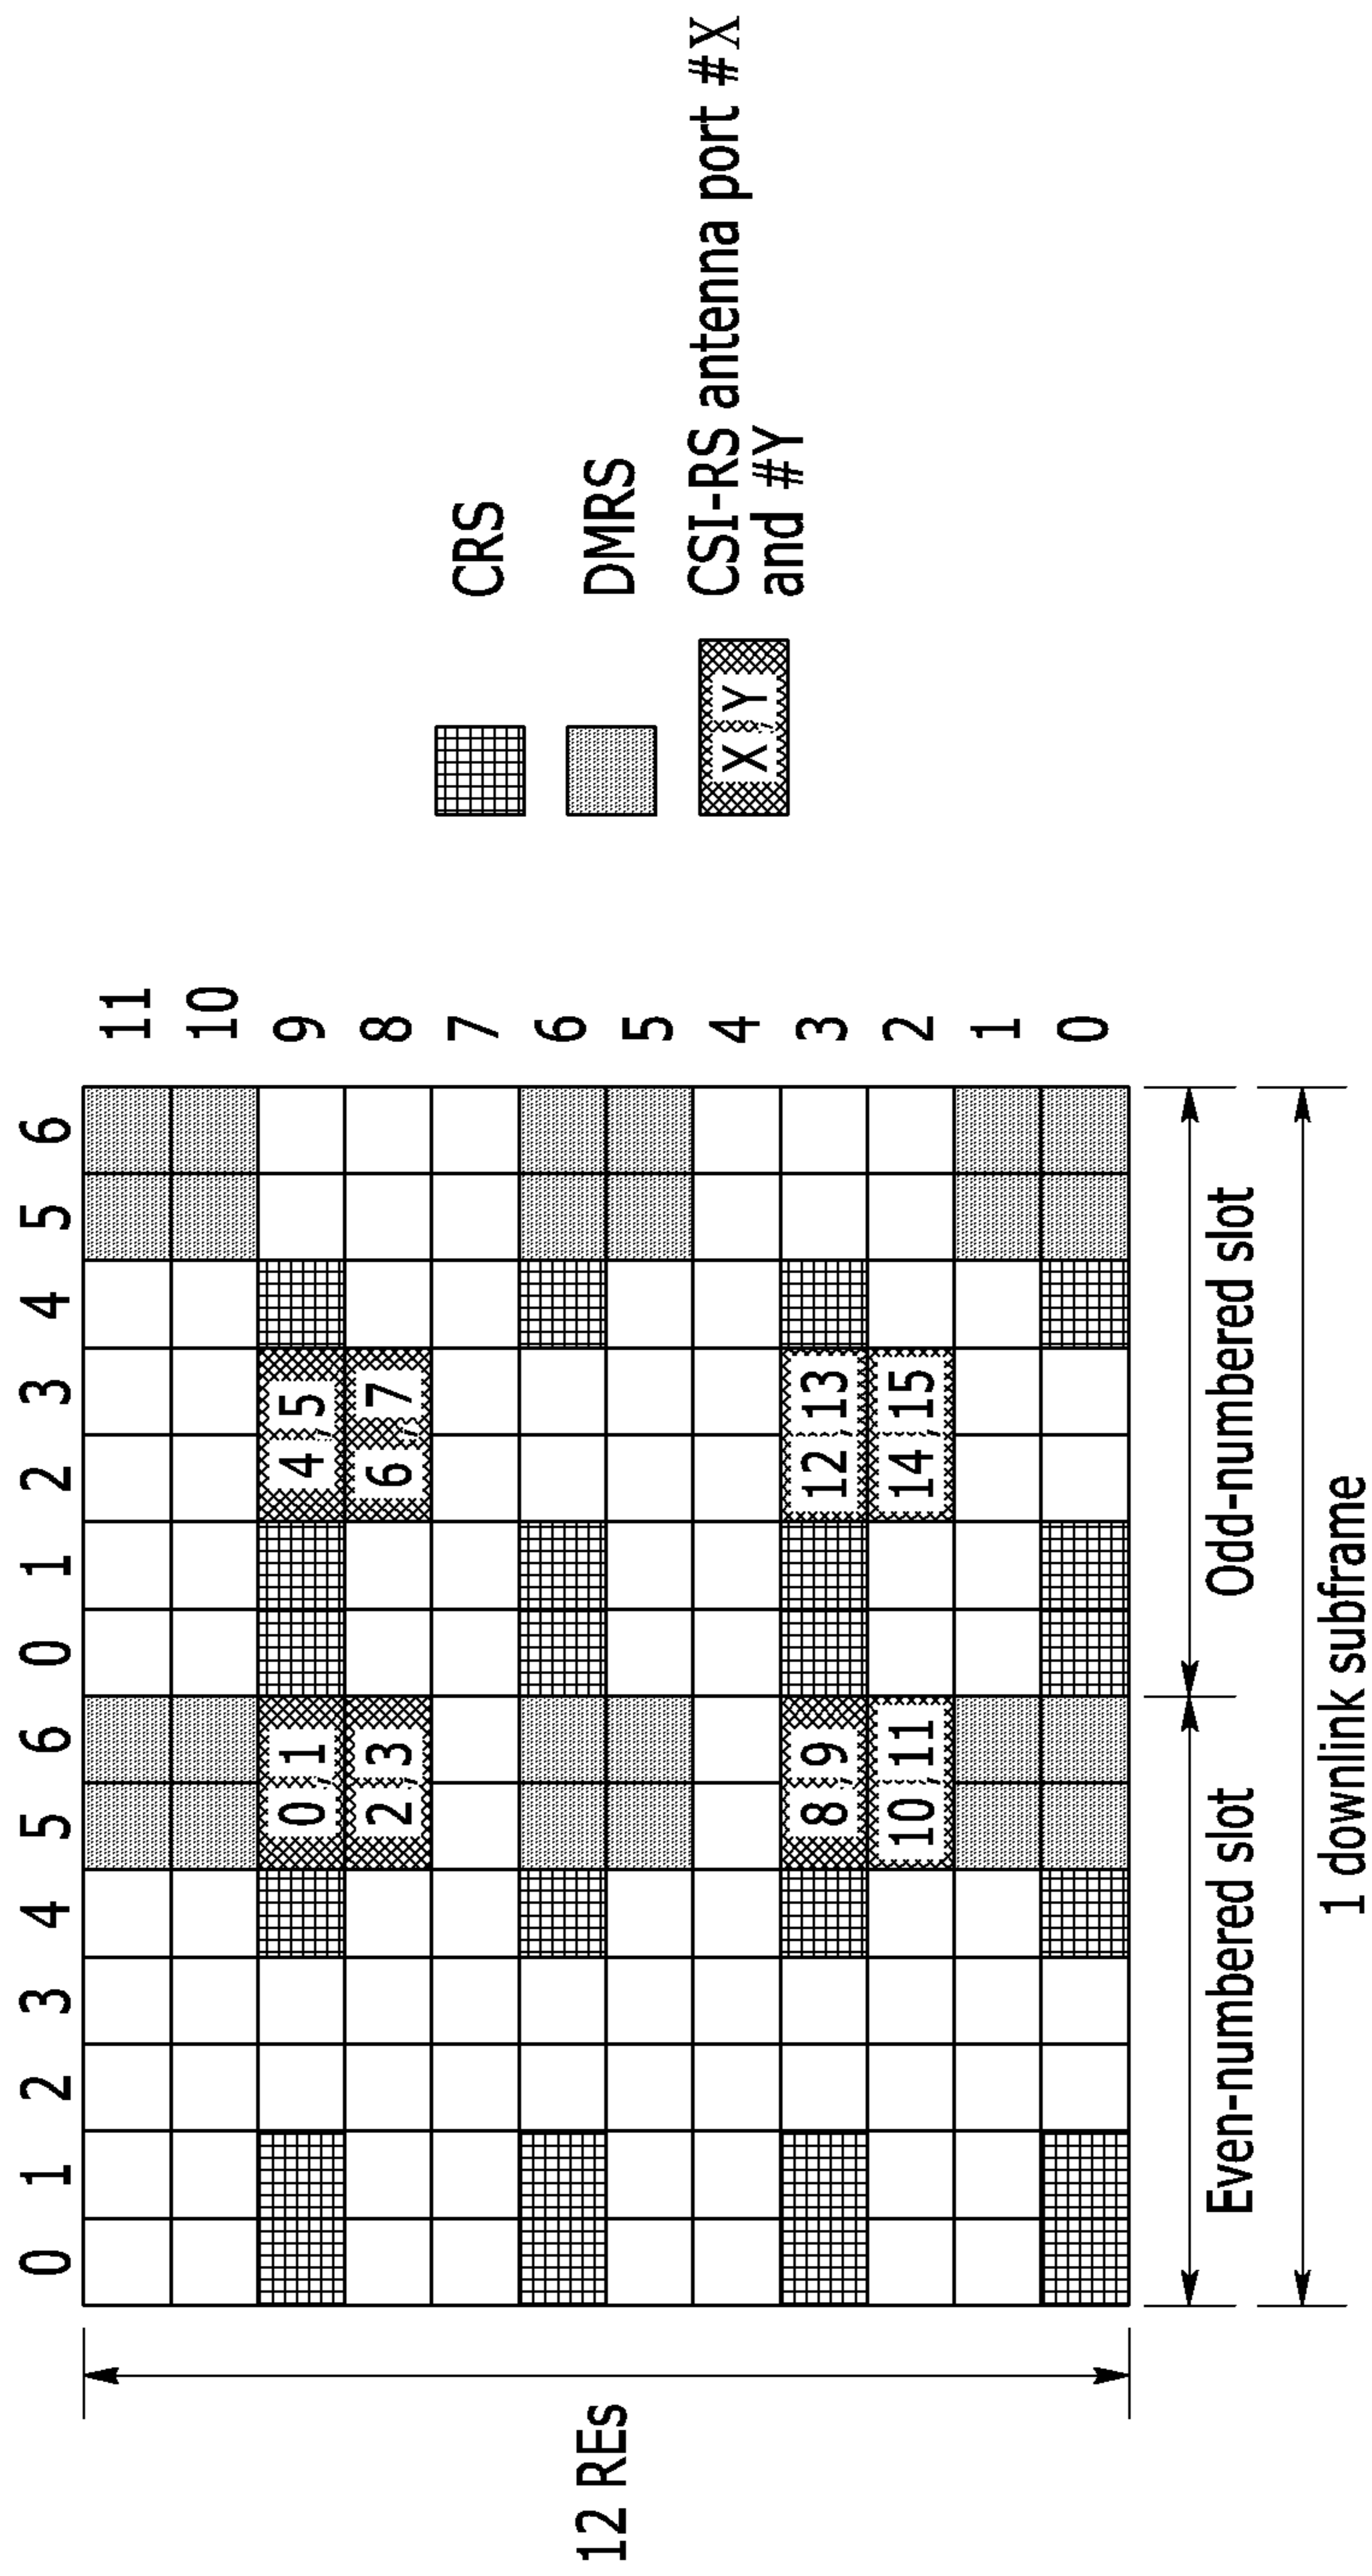 0 1 2 3 4 5 6 0 1 2 3 4 5 6
11
10
0,1 4,5 9
2,3 6,7 8
7
12 REs 6
5
4
8,9 12,13 3
10,11 14,15 2
1
0
Even-numbered slot Odd-numbered slot
1 downlink subframe
CRS
DMRS
X,Y CSI-RS antenna port #X
and #Y